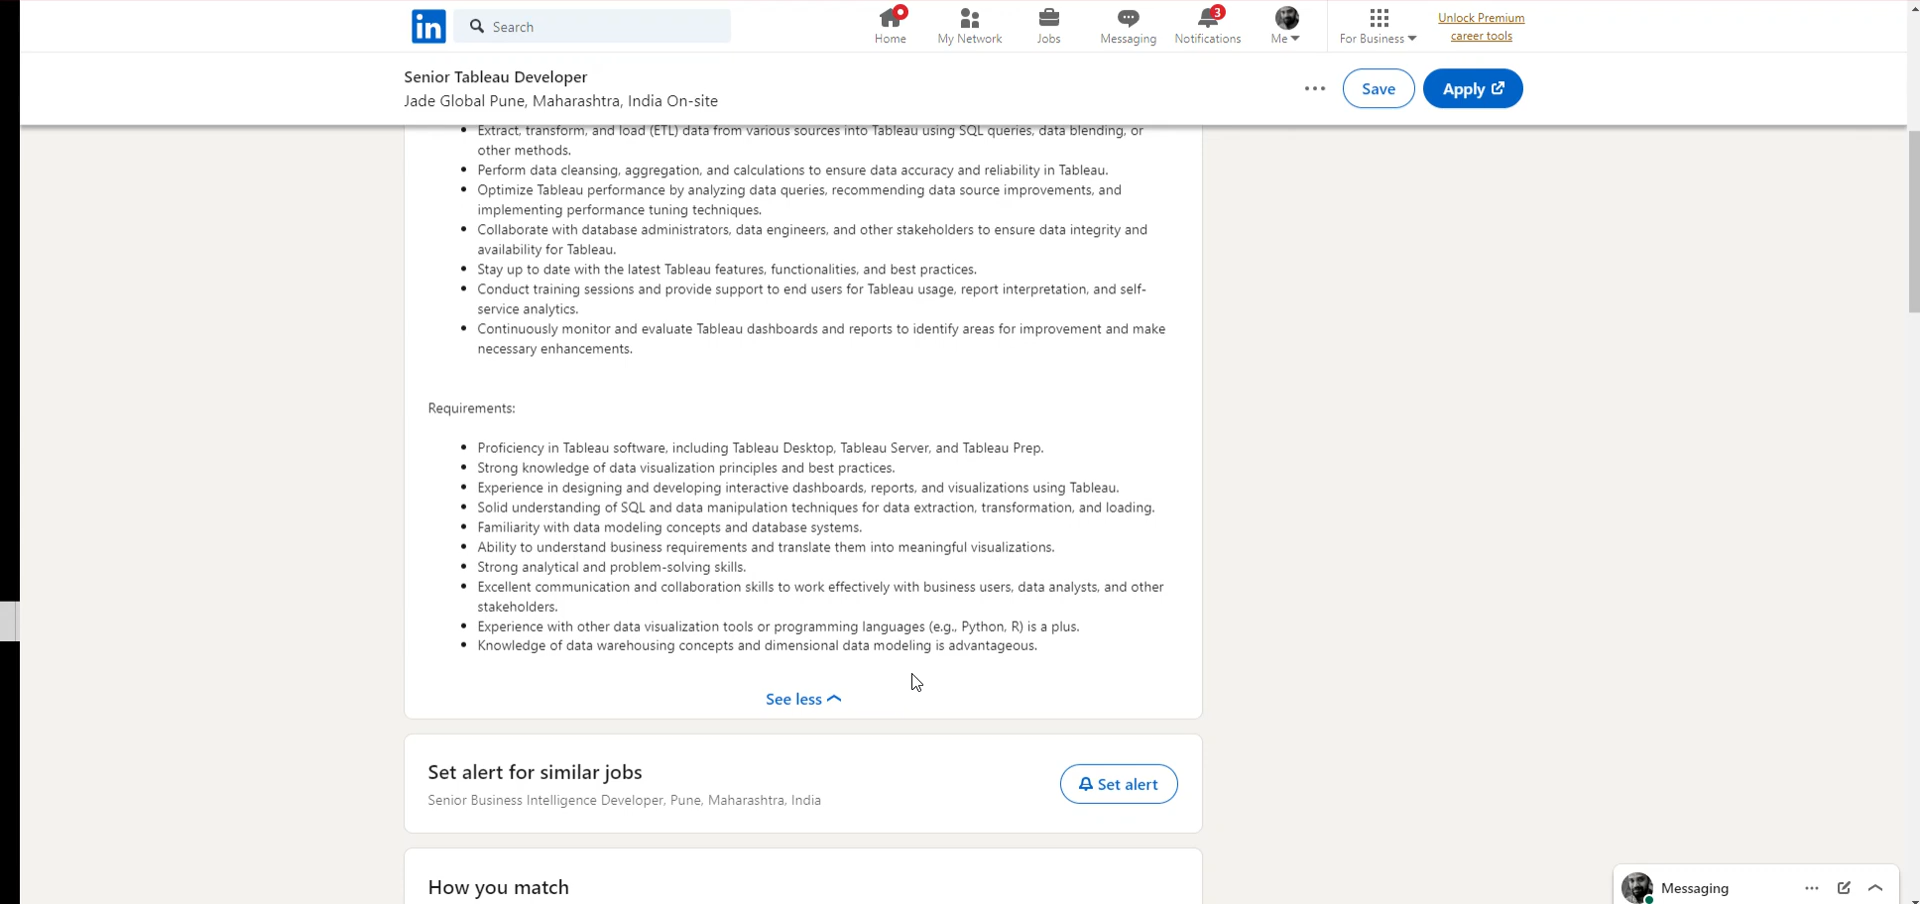 in
Search
Home
My Network
Jobs
Messaging
3
Notifications
Me
For Business
Unlock Premium
career tools
Senior Tableau Developer
Jade Global Pune, Maharashtra, India On-site
Save
Apply
Extract, transform, and load (ETL) data from various sources into Tableau using SQL queries, data blending, or
other methods.
Perform data cleansing, aggregation, and calculations to ensure data accuracy and reliability in Tableau.
Optimize Tableau performance by analyzing data queries, recommending data source improvements, and
implementing performance tuning techniques.
Collaborate with database administrators, data engineers, and other stakeholders to ensure data integrity and
availability for Tableau.
Stay up to date with the latest Tableau features, functionalities, and best practices.
Conduct training sessions and provide support to end users for Tableau usage, report interpretation, and self-
service analytics.
Continuously monitor and evaluate Tableau dashboards and reports to identify areas for improvement and make
necessary enhancements.
Requirements:
Proficiency in Tableau software, including Tableau Desktop, Tableau Server, and Tableau Prep.
Strong knowledge of data visualization principles and best practices.
Experience in designing and developing interactive dashboards, reports, and visualizations using Tableau.
Solid understanding of SQL and data manipulation techniques for data extraction, transformation, and loading.
Familiarity with data modeling concepts and database systems.
Ability to understand business requirements and translate them into meaningful visualizations.
Strong analytical and problem-solving skills.
Excellent communication and collaboration skills to work effectively with business users, data analysts, and other
stakeholders.
Experience with other data visualization tools or programming languages (e.g., Python, R) is a plus.
Knowledge of data warehousing concepts and dimensional data modeling is advantageous.
See less
Set alert for similar jobs
Senior Business Intelligence Developer, Pune, Maharashtra, India
Set alert
How you match
Messaging